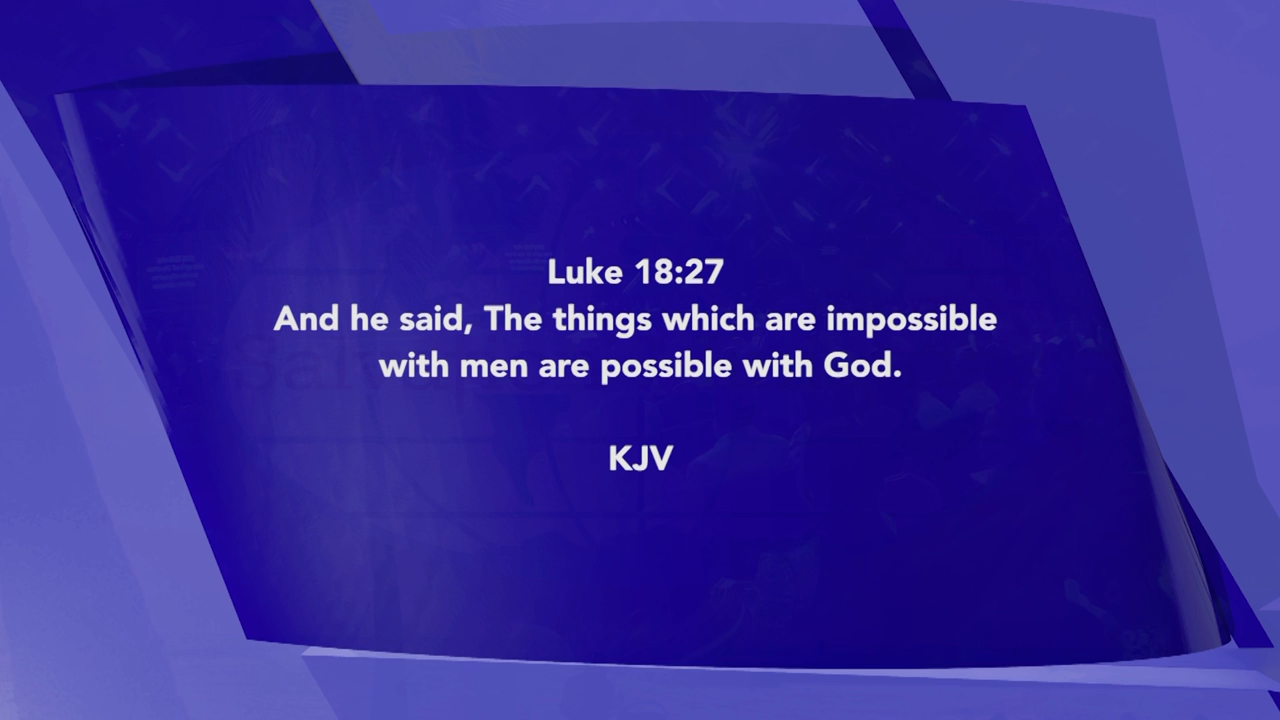 Luke 18:27
And he said, The things which are impossible
with men are possible with God.
KJV